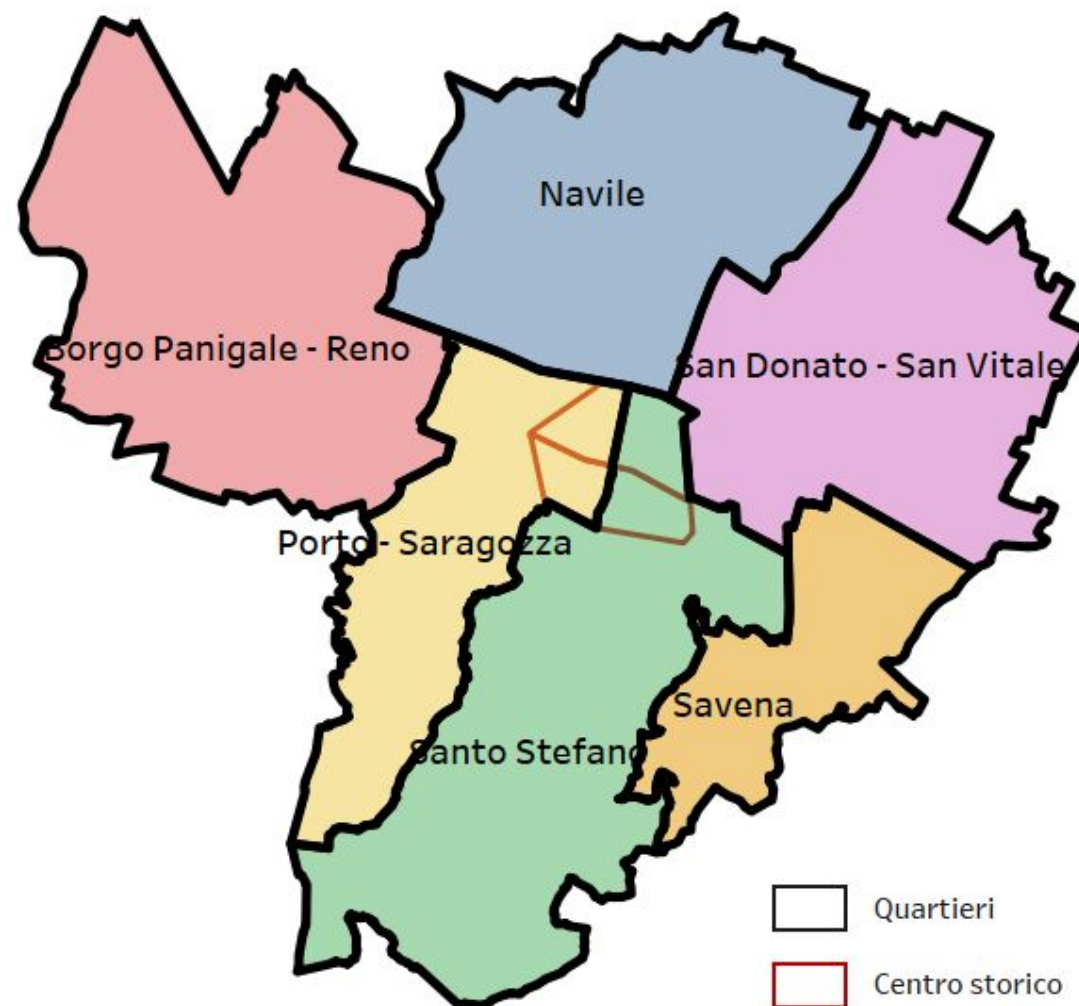 Navile
Borgo Panigale - Reno
San Donato - San Vitale
Porto - Saragozza
Savena
Santo Stefano
Quartieri
Centro storico